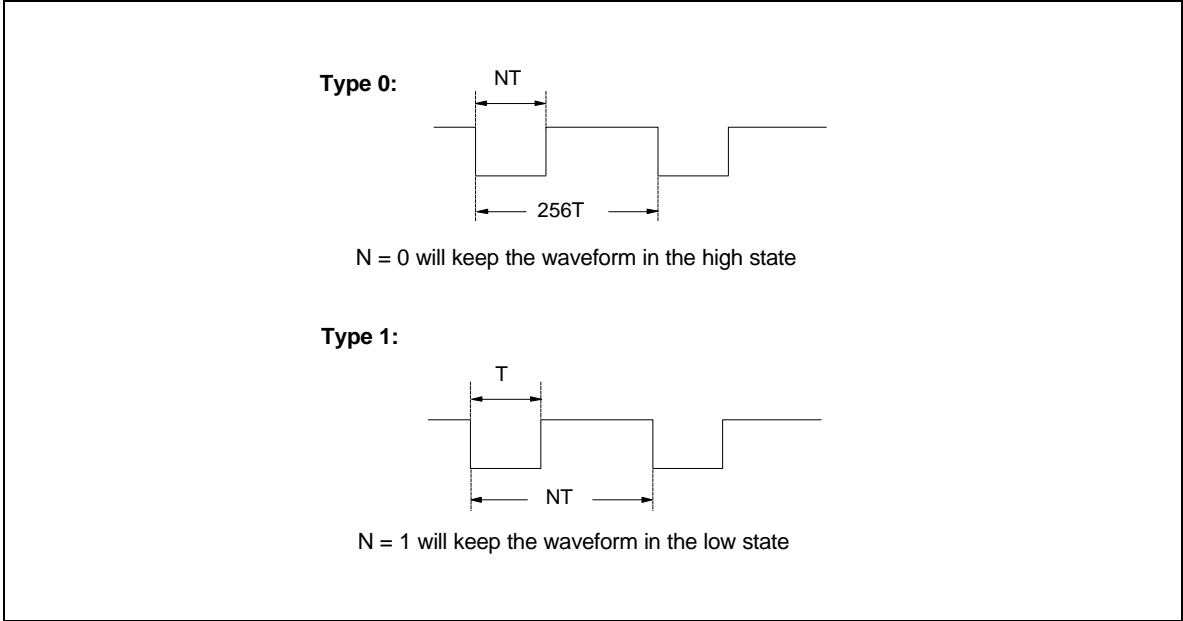 Type 0:
NT
256T
N = 0 will keep the waveform in the high state
Type 1:
T
NT
N = 1 will keep the waveform in the low state